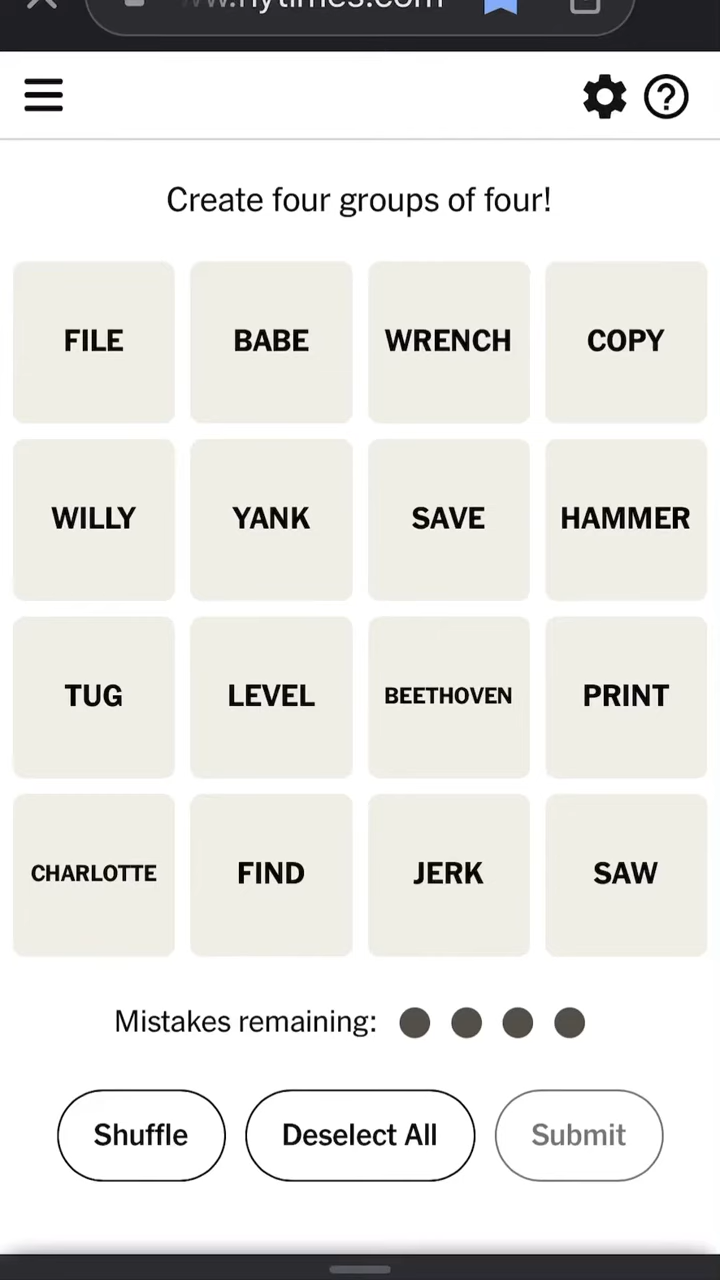 Create four groups of four!
FILE BABE WRENCH COPY
WILLY YANK SAVE HAMMER
TUG LEVEL BEETHOVEN PRINT
CHARLOTTE FIND JERK SAW
Mistakes remaining:
Shuffle Deselect All Submit